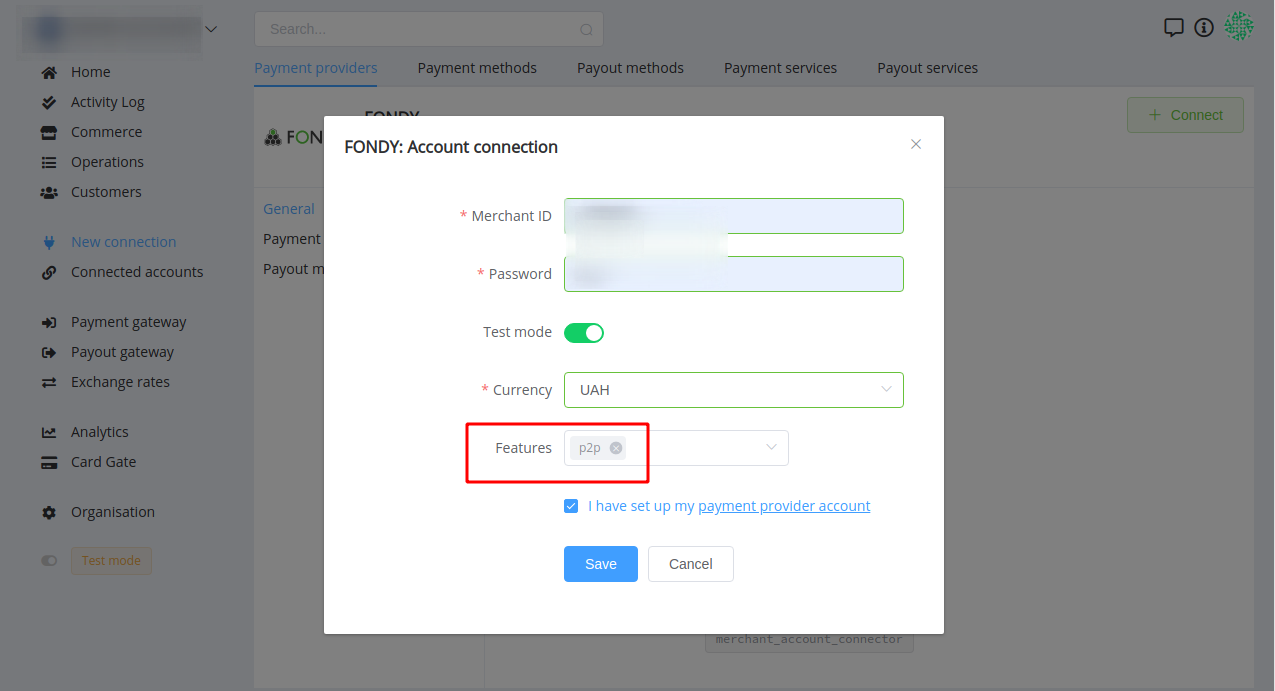 Search...
Home
Activity Log
Commerce
Operations
Customers
New connection
Connected accounts
Payment gateway
Payout gateway
Exchange rates
Analytics
Card Gate
Organisation
Test mode
Payment providers
Payment methods
Payout methods
Payment services
Payout services
FONDY
FON
+ Connect
General
Payment
Payout m
FONDY: Account connection
* Merchant ID
* Password
Test mode
* Currency
UAH
Features
p2p
I have set up my payment provider account
Save
Cancel
merchant_account_connector